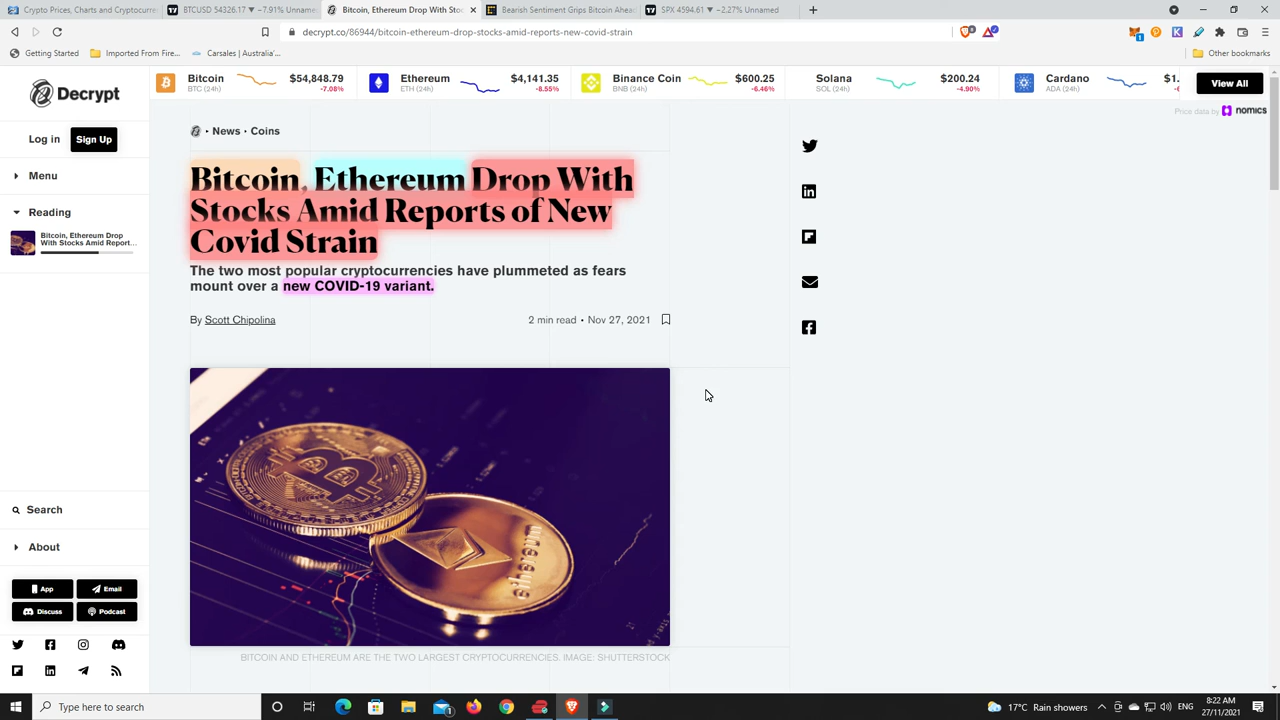 Crypto Prices, Charts and Cryptocurre
BTCUSD 54326.17 ▼ −7.91% Unnamed
Bitcoin, Ethereum Drop With Stoc
Bearish Sentiment Grips Bitcoin Ahea
SPX 4594.61 ▼ −2.27% Unnamed
decrypt.co/86944/bitcoin-ethereum-drop-stocks-amid-reports-new-covid-strain
Getting Started
Imported From Fire...
Carsales | Australia'...
Other bookmarks
Decrypt
Bitcoin $54,848.79
BTC (24h) -7.08%
Ethereum $4,141.35
ETH (24h) -8.55%
Binance Coin $600.25
BNB (24h) -6.46%
Solana $200.24
SOL (24h) -4.90%
Cardano $1.
ADA (24h)
View All
Price data by nomics
Log in Sign Up
Menu
Reading
Bitcoin, Ethereum Drop
With Stocks Amid Report...
Search
About
App Email
Discuss Podcast
• News • Coins
Bitcoin, Ethereum Drop With
Stocks Amid Reports of New
Covid Strain
The two most popular cryptocurrencies have plummeted as fears
mount over a new COVID-19 variant.
By Scott Chipolina
2 min read • Nov 27, 2021
ethereum
BITCOIN AND ETHEREUM ARE THE TWO LARGEST CRYPTOCURRENCIES. IMAGE: SHUTTERSTOCK
Type here to search
17°C Rain showers
ENG
8:22 AM
27/11/2021